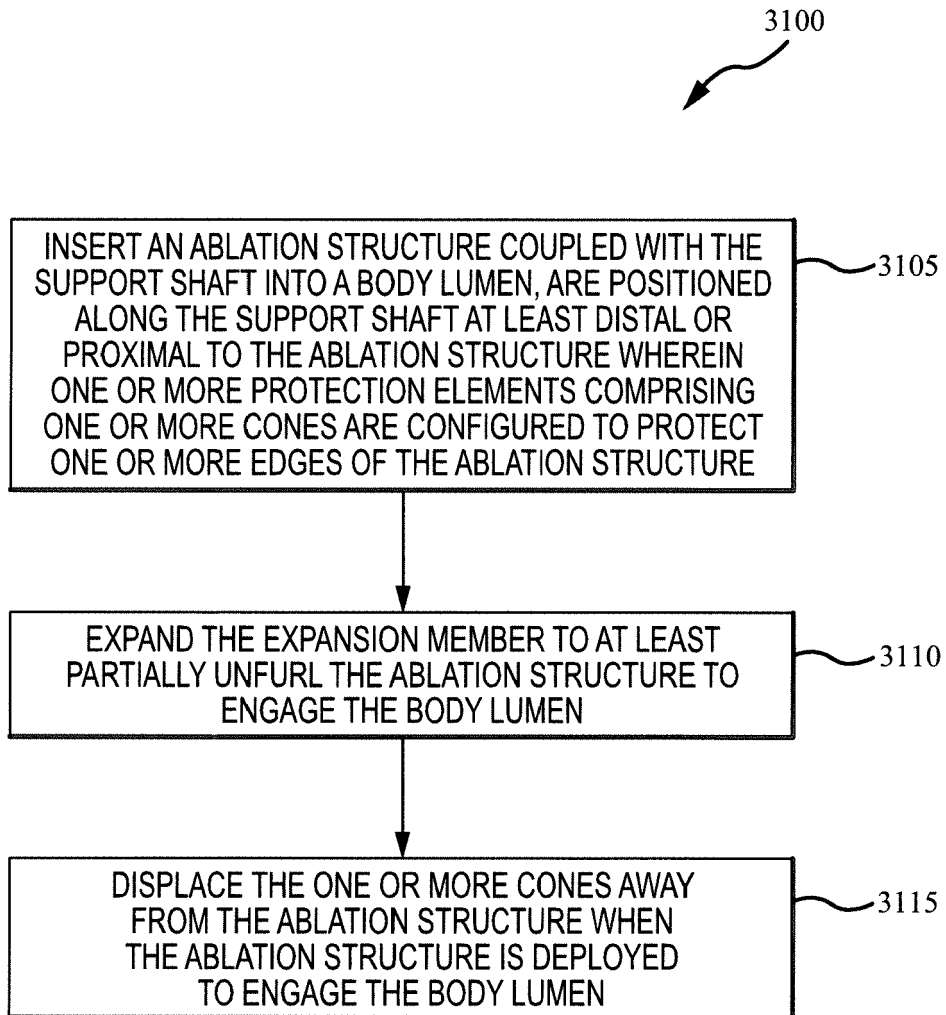 3100
INSERT AN ABLATION STRUCTURE COUPLED WITH THE
SUPPORT SHAFT INTO A BODY LUMEN, ARE POSITIONED
ALONG THE SUPPORT SHAFT AT LEAST DISTAL OR
PROXIMAL TO THE ABLATION STRUCTURE WHEREIN
ONE OR MORE PROTECTION ELEMENTS COMPRISING
ONE OR MORE CONES ARE CONFIGURED TO PROTECT
ONE OR MORE EDGES OF THE ABLATION STRUCTURE
3105
EXPAND THE EXPANSION MEMBER TO AT LEAST
PARTIALLY UNFURL THE ABLATION STRUCTURE TO
ENGAGE THE BODY LUMEN
3110
DISPLACE THE ONE OR MORE CONES AWAY
FROM THE ABLATION STRUCTURE WHEN
THE ABLATION STRUCTURE IS DEPLOYED
TO ENGAGE THE BODY LUMEN
3115